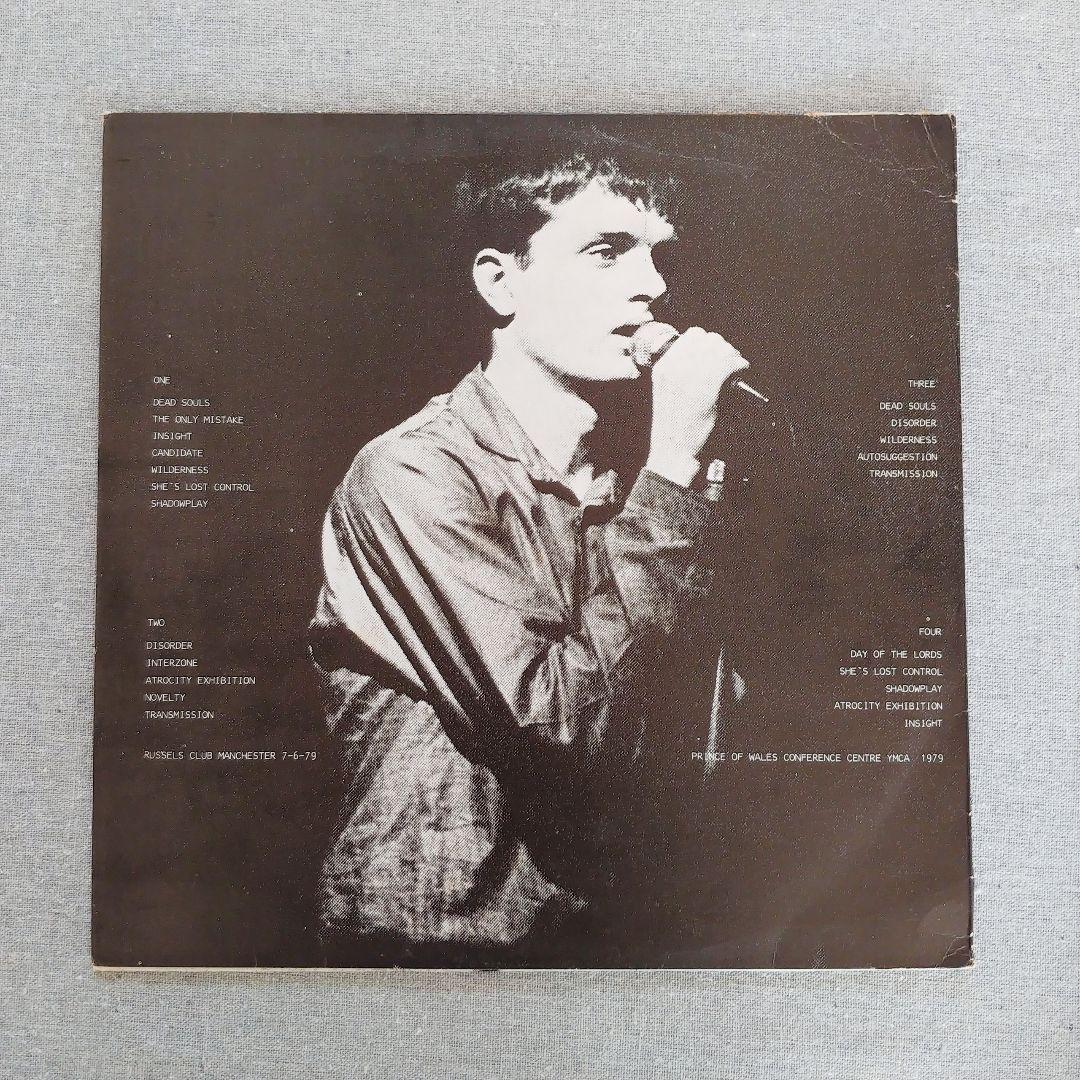 ONE
DEAD SOULS
THE ONLY MISTAKE
INSIGHT
CANDIDATE
WILDERNESS
SHE`S LOST CONTROL
SHADOWPLAY
TWO
DISORDER
INTERZONE
ATROCITY EXHIBITION
NOVELTY
TRANSMISSION
RUSSELS CLUB MANCHESTER 7-6-79
THREE
DEAD SOULS
DISORDER
WILDERNESS
AUTOSUGGESTION
TRANSMISSION
FOUR
DAY OF THE LORDS
SHE`S LOST CONTROL
SHADOWPLAY
ATROCITY EXHIBITION
INSIGHT
PRINCE OF WALES CONFERENCE CENTRE YMCA 1979